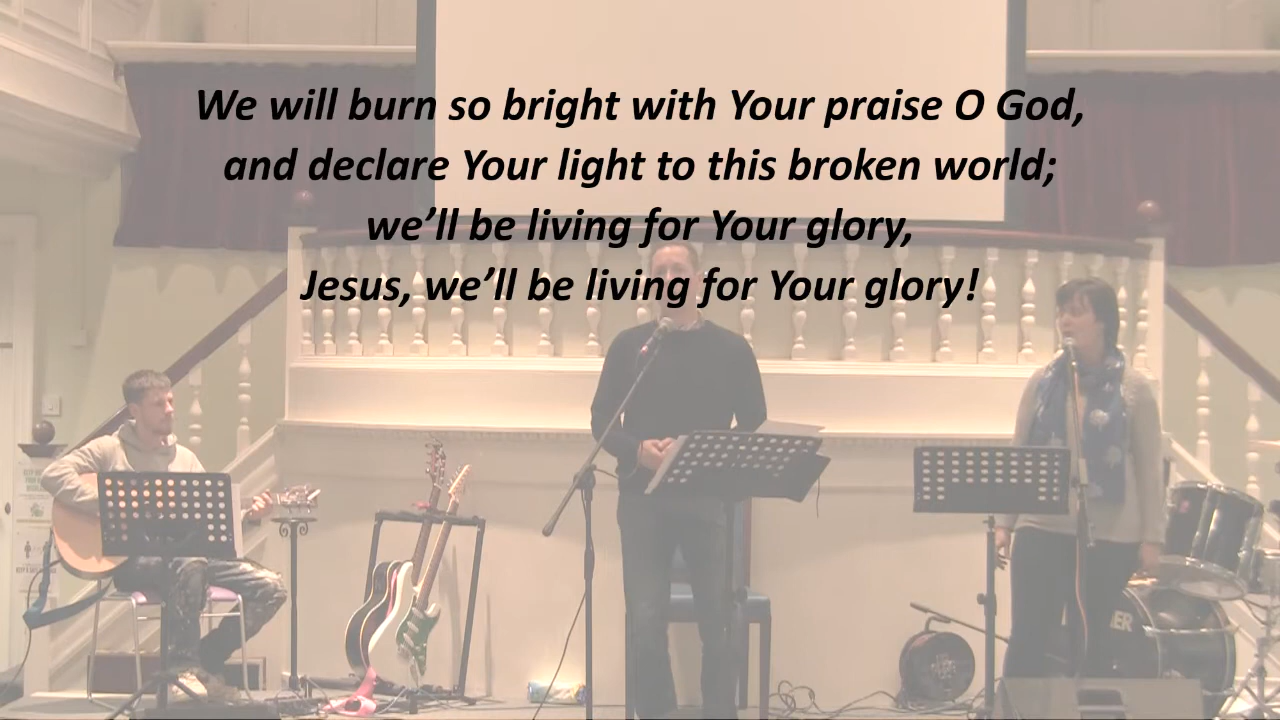 We will burn so bright with Your praise O God,
and declare Your light to this broken world;
we’ll be living for Your glory,
Jesus, we’ll be living for Your glory!